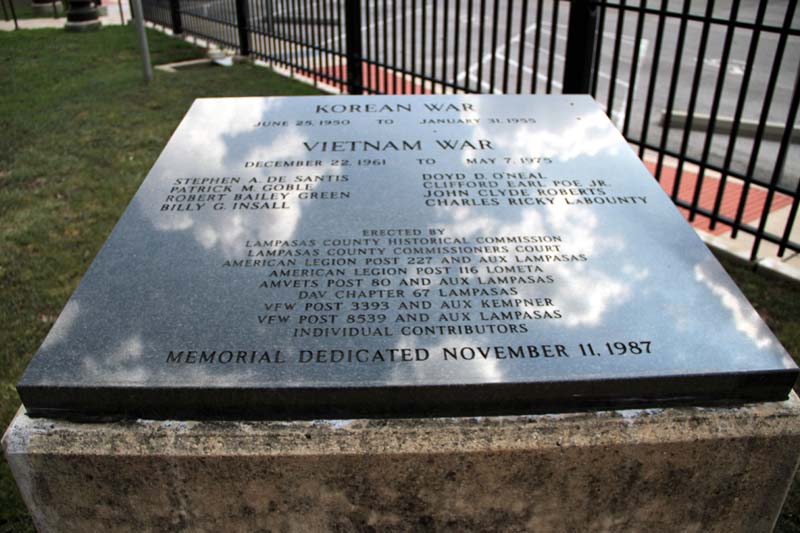 KOREAN WAR
JUNE 25, 1950 TO JANUARY 31, 1955
VIETNAM WAR
DECEMBER 22, 1961 TO MAY 7, 1975
STEPHEN A. DE SANTIS DOYD D. O'NEAL
PATRICK M. GOBLE CLIFFORD EARL POE JR.
ROBERT BAILEY GREEN JOHN CLYDE ROBERTS
BILLY G. INSALL CHARLES RICKY LABOUNTY
ERECTED BY
LAMPASAS COUNTY HISTORICAL COMMISSION
LAMPASAS COUNTY COMMISSIONERS COURT
AMERICAN LEGION POST 227 AND AUX LAMPASAS
AMERICAN LEGION POST 116 LOMETA
AMVETS POST 80 AND AUX LAMPASAS
DAV CHAPTER 67 LAMPASAS
VFW POST 3393 AND AUX KEMPNER
VFW POST 8539 AND AUX LAMPASAS
INDIVIDUAL CONTRIBUTORS
MEMORIAL DEDICATED NOVEMBER 11, 1987